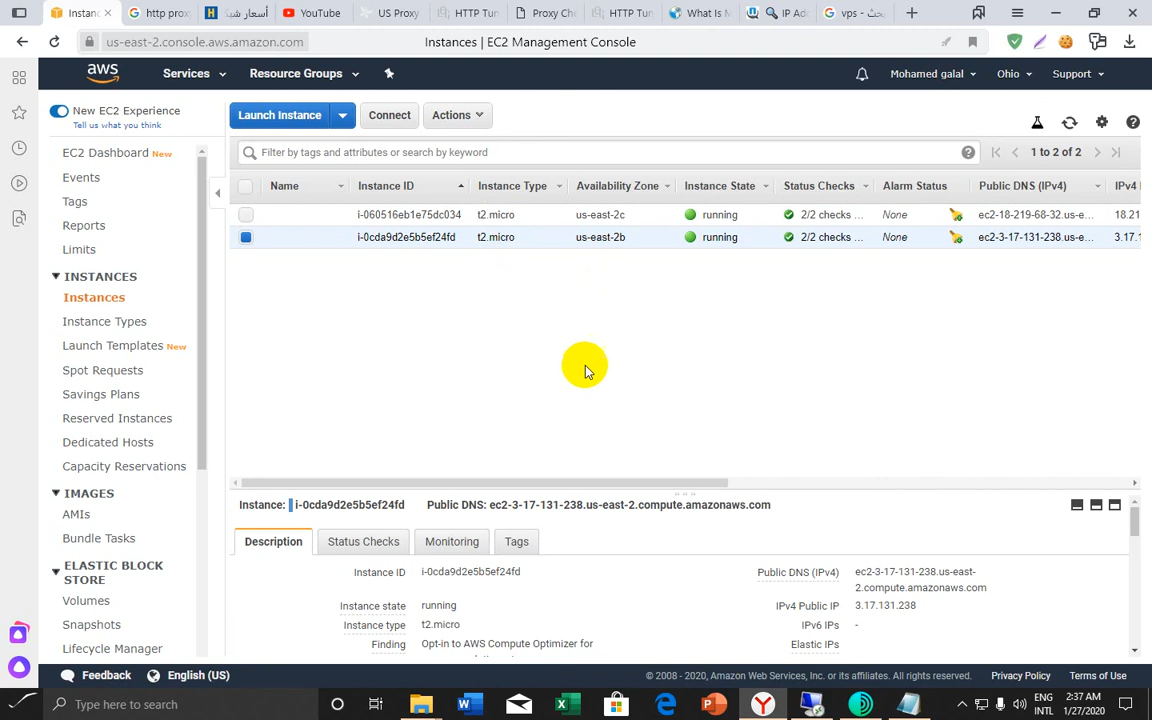 Instanc
http prox
أسعار شبك
YouTube
US Proxy
HTTP Tun
Proxy Che
HTTP Tun
What Is M
IP Add
vps - بحث
us-east-2.console.aws.amazon.com
Instances | EC2 Management Console
aws
Services
Resource Groups
Mohamed galal
Ohio
Support
New EC2 Experience
Tell us what you think
Launch Instance
Connect
Actions
EC2 Dashboard New
Filter by tags and attributes or search by keyword
1 to 2 of 2
Events
Tags
Reports
Limits
Name
Instance ID
Instance Type
Availability Zone
Instance State
Status Checks
Alarm Status
Public DNS (IPv4)
IPv4
i-060516eb1e75dc034
t2.micro
us-east-2c
running
2/2 checks ...
None
ec2-18-219-68-32.us-e...
18.21
i-0cda9d2e5b5ef24fd
t2.micro
us-east-2b
running
2/2 checks ...
None
ec2-3-17-131-238.us-e...
3.17.1
INSTANCES
Instances
Instance Types
Launch Templates New
Spot Requests
Savings Plans
Reserved Instances
Dedicated Hosts
Capacity Reservations
IMAGES
AMIs
Bundle Tasks
ELASTIC BLOCK
STORE
Volumes
Snapshots
Lifecycle Manager
Instance: i-0cda9d2e5b5ef24fd
Public DNS: ec2-3-17-131-238.us-east-2.compute.amazonaws.com
Description
Status Checks
Monitoring
Tags
Instance ID
i-0cda9d2e5b5ef24fd
Public DNS (IPv4)
ec2-3-17-131-238.us-east-
2.compute.amazonaws.com
Instance state
running
IPv4 Public IP
3.17.131.238
Instance type
t2.micro
IPv6 IPs
-
Finding
Opt-in to AWS Compute Optimizer for
Elastic IPs
Feedback
English (US)
© 2008 - 2020, Amazon Web Services, Inc. or its affiliates. All rights reserved.
Privacy Policy
Terms of Use
Type here to search
ENG
INTL
2:37 AM
1/27/2020